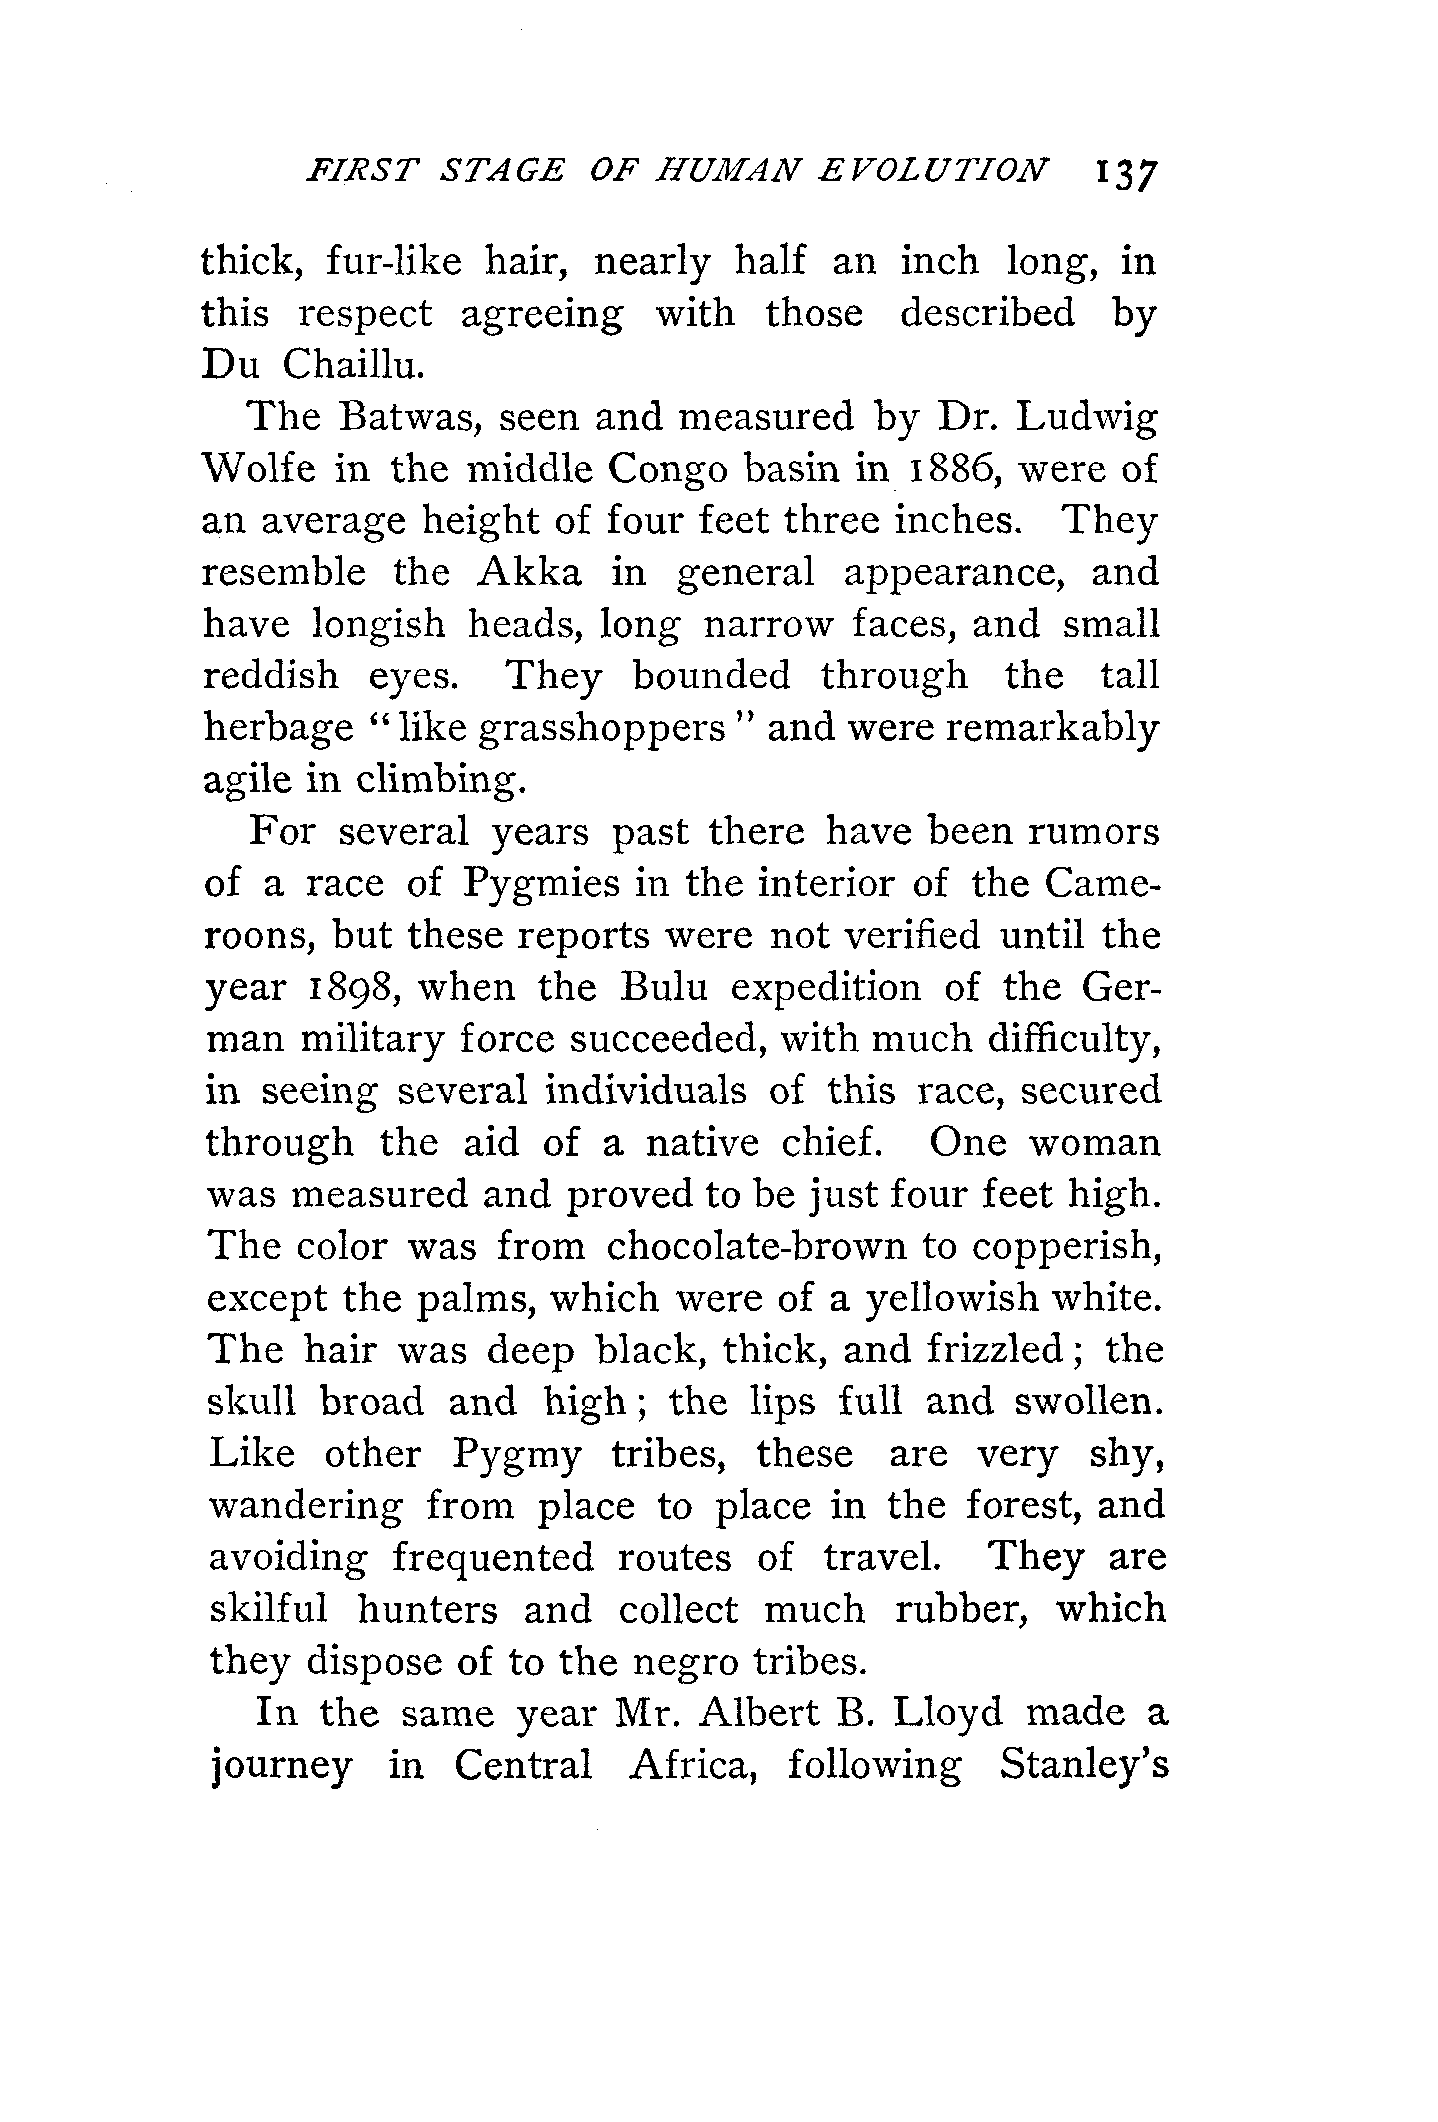 FIRST STAGE OF HUMAN EVOLUTION 137
thick, fur-like hair, nearly half an inch long, in
this respect agreeing with those described by
Du Chaillu.
The Batwas, seen and measured by Dr. Ludwig
Wolfe in the middle Congo basin in 1886, were of
an average height of four feet three inches. They
resemble the Akka in general appearance, and
have longish heads, long narrow faces, and small
reddish eyes. They bounded through the tall
herbage “like grasshoppers” and were remarkably
agile in climbing.
For several years past there have been rumors
of a race of Pygmies in the interior of the Came-
roons, but these reports were not verified until the
year 1898, when the Bulu expedition of the Ger-
man military force succeeded, with much difficulty,
in seeing several individuals of this race, secured
through the aid of a native chief. One woman
was measured and proved to be just four feet high.
The color was from chocolate-brown to copperish,
except the palms, which were of a yellowish white.
The hair was deep black, thick, and frizzled; the
skull broad and high; the lips full and swollen.
Like other Pygmy tribes, these are very shy,
wandering from place to place in the forest, and
avoiding frequented routes of travel. They are
skilful hunters and collect much rubber, which
they dispose of to the negro tribes.
In the same year Mr. Albert B. Lloyd made a
journey in Central Africa, following Stanley's